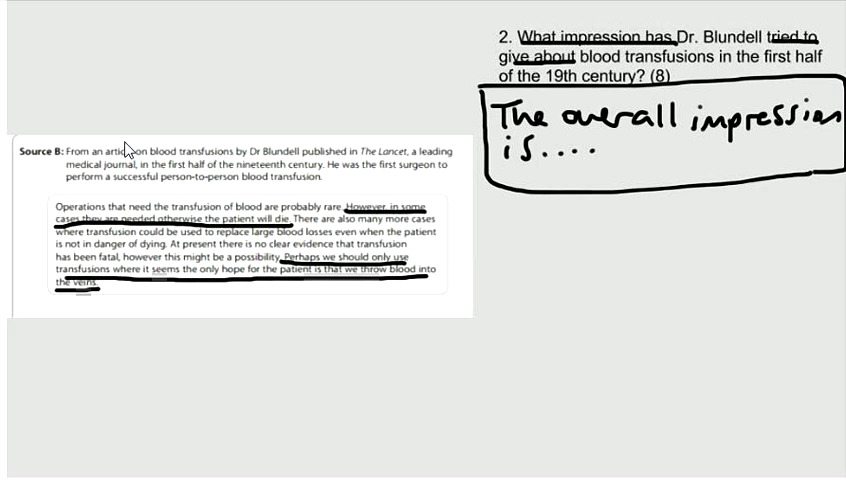 2. What impression has Dr. Blundell tried to
give about blood transfusions in the first half
of the 19th century? (8)
The overall impression
is....
Source B: From an artic on blood transfusions by Dr Blundell published in The Lancet, a leading
medical journal, in the first half of the nineteenth century. He was the first surgeon to
perform a successful person-to-person blood transfusion.
Operations that need the transfusion of blood are probably rare. However, in some
cases they are needed otherwise the patient will die. There are also many more cases
where transfusion could be used to replace large blood losses even when the patient
is not in danger of dying. At present there is no clear evidence that transfusion
has been fatal, however this might be a possibility. Perhaps we should only use
transfusions where it seems the only hope for the patient is that we throw blood into
the veins.